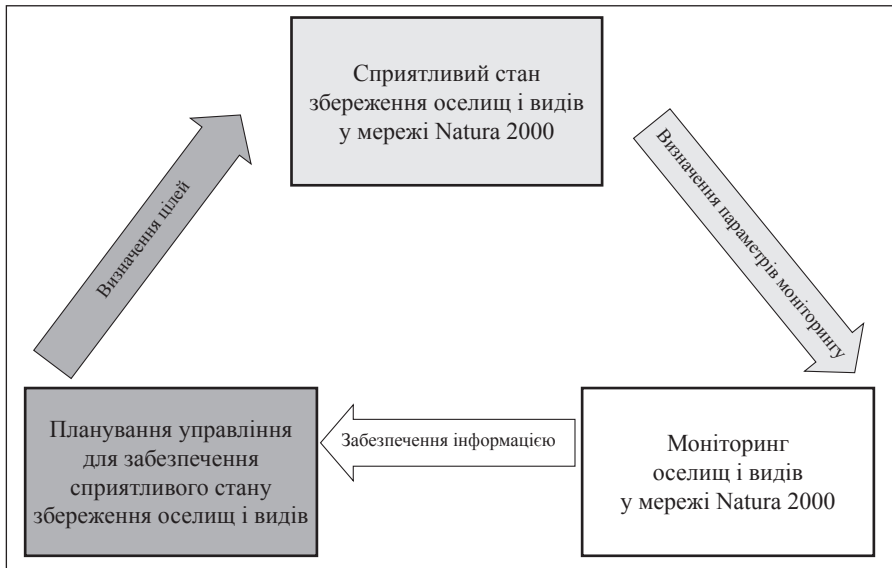 Сприятливий стан
збереження оселищ і видів
у мережі Natura 2000
Визначення цілей
Визначення параметрів моніторингу
Планування управління
для забезпечення
сприятливого стану
збереження оселищ і видів
Забезпечення інформацією
Моніторинг
оселищ і видів
у мережі Natura 2000